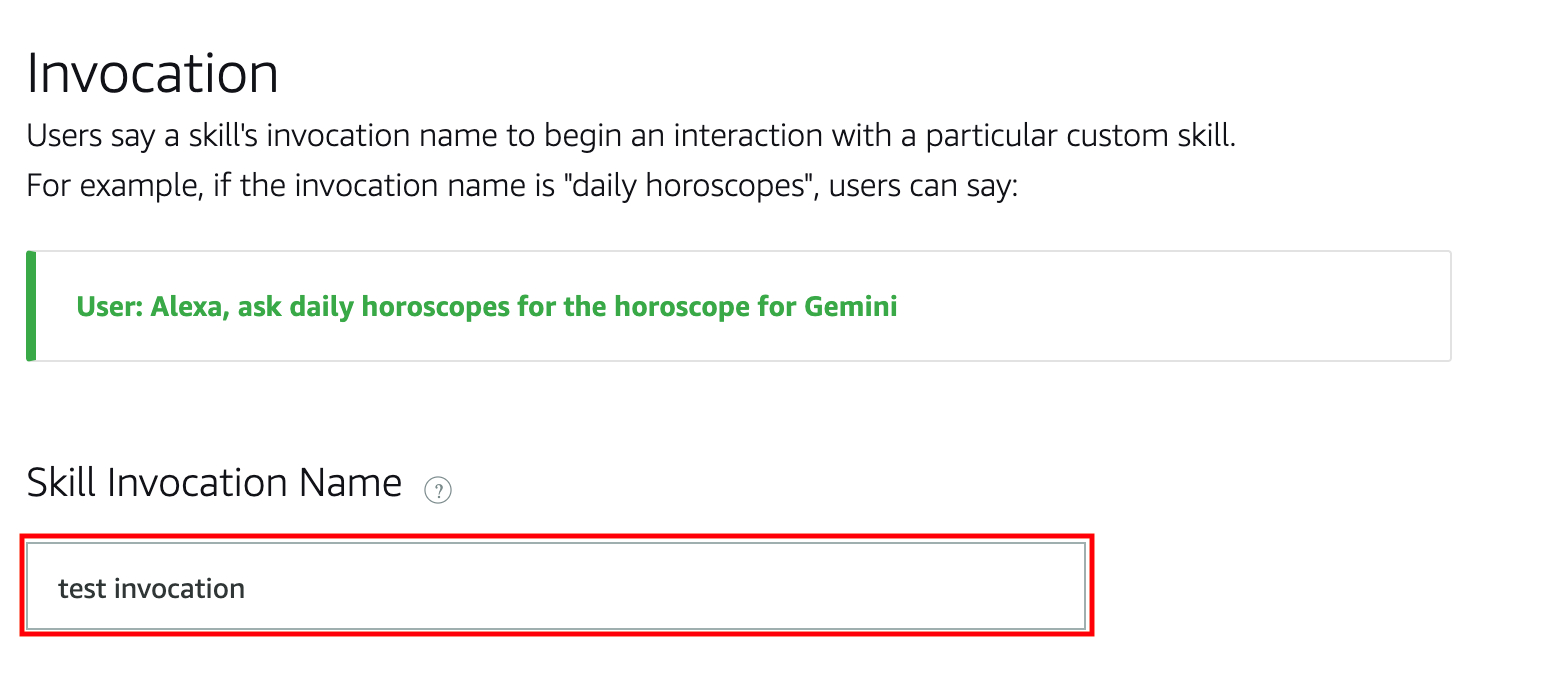 Invocation
Users say a skill's invocation name to begin an interaction with a particular custom skill.
For example, if the invocation name is "daily horoscopes", users can say:
User: Alexa, ask daily horoscopes for the horoscope for Gemini
Skill Invocation Name ?
test invocation